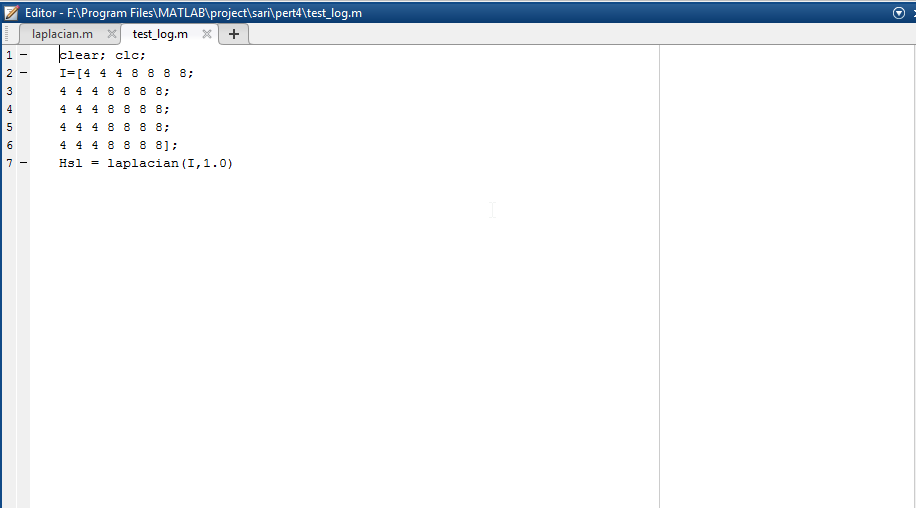 Editor - F:\Program Files\MATLAB\project\sari\pert4\test_log.m
laplacian.m test_log.m +
1 - clear; clc;
2 - I=[4 4 4 8 8 8 8;
3 4 4 4 8 8 8 8;
4 4 4 4 8 8 8 8;
5 4 4 4 8 8 8 8;
6 4 4 4 8 8 8 8];
7 - Hsl = laplacian(I,1.0)